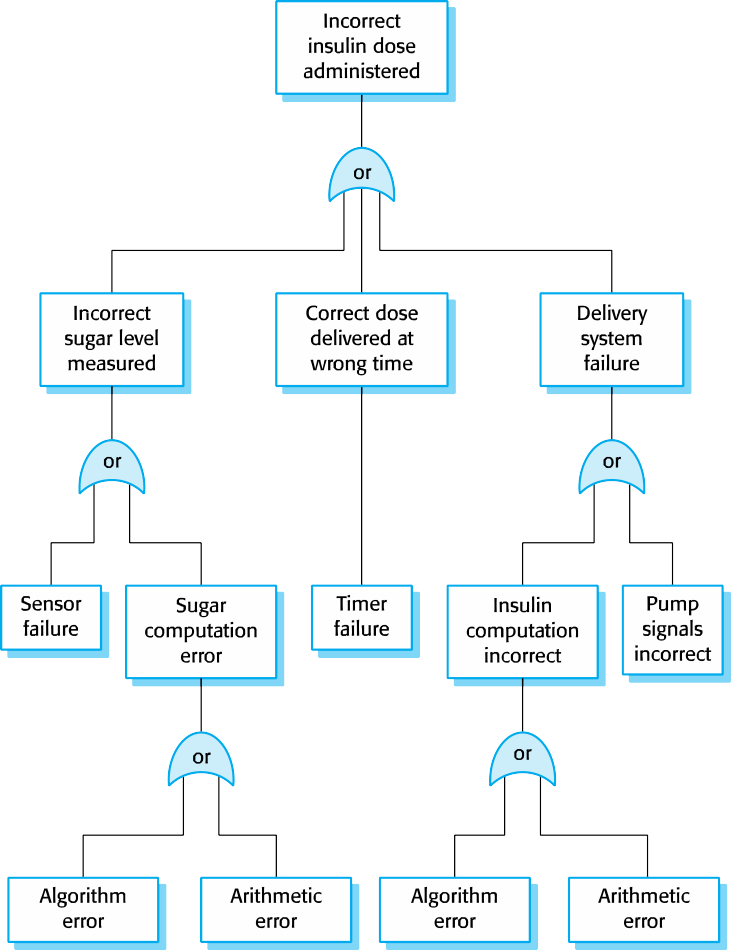 Incorrect
insulin dose
administered
or
Incorrect
sugar level
measured
Correct dose
delivered at
wrong time
Delivery
system
failure
or
or
Sensor
failure
Sugar
computation
error
Timer
failure
Insulin
computation
incorrect
Pump
signals
incorrect
or
or
Algorithm
error
Arithmetic
error
Algorithm
error
Arithmetic
error